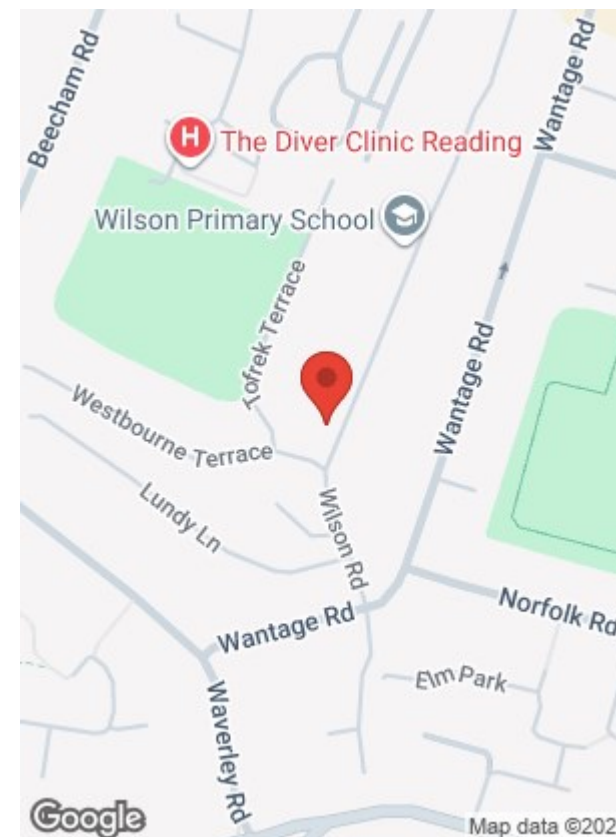 Beecham Rd
Wantage Rd
H
The Diver Clinic Reading
Wilson Primary School
Tofrek Terrace
Wantage Rd
Westbourne Terrace
Lundy Ln
Wilson Rd
Wantage Rd
Norfolk Rd
Elm Park
Waverley Rd
Google
Map data ©202